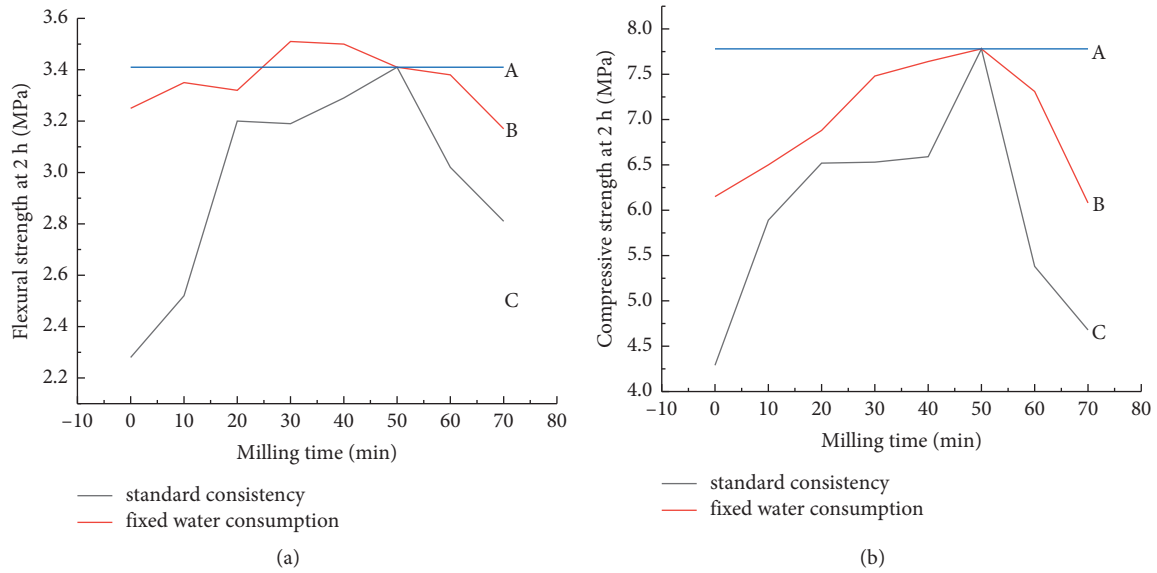 Flexural strength at 2 h (MPa)
3.6
3.4
3.2
3.0
2.8
2.6
2.4
2.2
A
B
C
–10 0 10 20 30 40 50 60 70 80
Milling time (min)
standard consistency
fixed water consumption
(a)
Compressive strength at 2 h (MPa)
8.0
7.5
7.0
6.5
6.0
5.5
5.0
4.5
4.0
A
B
C
–10 0 10 20 30 40 50 60 70 80
Milling time (min)
standard consistency
fixed water consumption
(b)